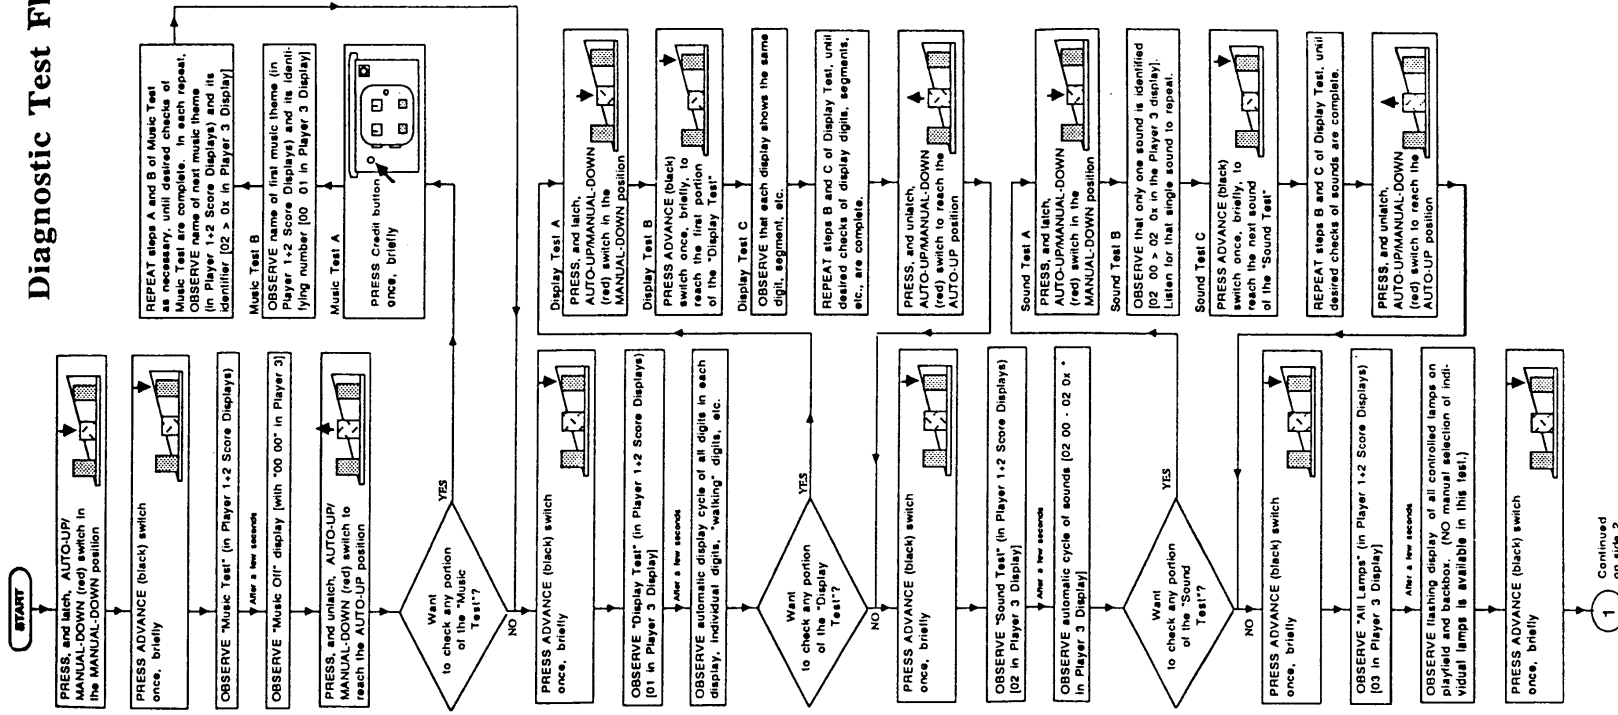 Diagnostic Test Fl
START
PRESS, and latch, AUTO-UP/
MANUAL-DOWN (red) switch in
the MANUAL-DOWN position
PRESS ADVANCE (black) switch
once, briefly
OBSERVE "Music Test" (in Player 1+2 Score Displays)
After a few seconds
OBSERVE "Music Off" display [with "00 00" in Player 3]
PRESS, and unlatch, AUTO-UP/
MANUAL-DOWN (red) switch to
reach the AUTO-UP position
Want
to check any portion
of the "Music
Test"?
YES
NO
REPEAT steps A and B of Music Test
as necessary, until desired checks of
Music Test are complete. In each repeat,
OBSERVE name of next music theme
(in Player 1+2 Score Displays) and its
identifier [02 > 0x in Player 3 Display]
Music Test B
OBSERVE name of first music theme (in
Player 1+2 Score Displays) and its identi-
fying number [00 01 in Player 3 Display]
Music Test A
PRESS Credit button
once, briefly
PRESS ADVANCE (black) switch
once, briefly
OBSERVE "Display Test" (in Player 1+2 Score Displays)
[01 in Player 3 Display]
After a few seconds
OBSERVE automatic display cycle of all digits in each
display, individual digits, "walking" digits, etc.
Want
to check any portion
of the "Display
Test"?
YES
NO
Display Test A
PRESS, and latch,
AUTO-UP/MANUAL-DOWN
(red) switch in the
MANUAL-DOWN position
Display Test B
PRESS ADVANCE (black)
switch once, briefly, to
reach the first portion
of the "Display Test"
Display Test C
OBSERVE that each display shows the same
digit, segment, etc.
REPEAT steps B and C of Display Test, until
desired checks of display digits, segments,
etc., are complete.
PRESS, and unlatch,
AUTO-UP/MANUAL-DOWN
(red) switch to reach the
AUTO-UP position
PRESS ADVANCE (black) switch
once, briefly
OBSERVE "Sound Test" (in Player 1+2 Score Displays)
[02 in Player 3 Display]
After a few seconds
OBSERVE automatic cycle of sounds [02 00 - 02 0x "
in Player 3 Display]
Want
to check any portion
of the "Sound
Test"?
YES
NO
Sound Test A
PRESS, and latch,
AUTO-UP/MANUAL-DOWN
(red) switch in the
MANUAL-DOWN position
Sound Test B
OBSERVE that only one sound is identified
[02 00 > 02 0x in the Player 3 display].
Listen for that single sound to repeat.
Sound Test C
PRESS ADVANCE (black)
switch once, briefly, to
reach the next sound
of the "Sound Test"
REPEAT steps B and C of Display Test, until
desired checks of sounds are complete.
PRESS, and unlatch,
AUTO-UP/MANUAL-DOWN
(red) switch to reach the
AUTO-UP position
PRESS ADVANCE (black) switch
once, briefly
OBSERVE "All Lamps" (in Player 1+2 Score Displays)
[03 in Player 3 Display]
After a few seconds
OBSERVE flashing display of all controlled lamps on
playfield and backbox. (NO manual selection of indi-
vidual lamps is available in this test.)
PRESS ADVANCE (black) switch
once, briefly
1
Continued
on side 2